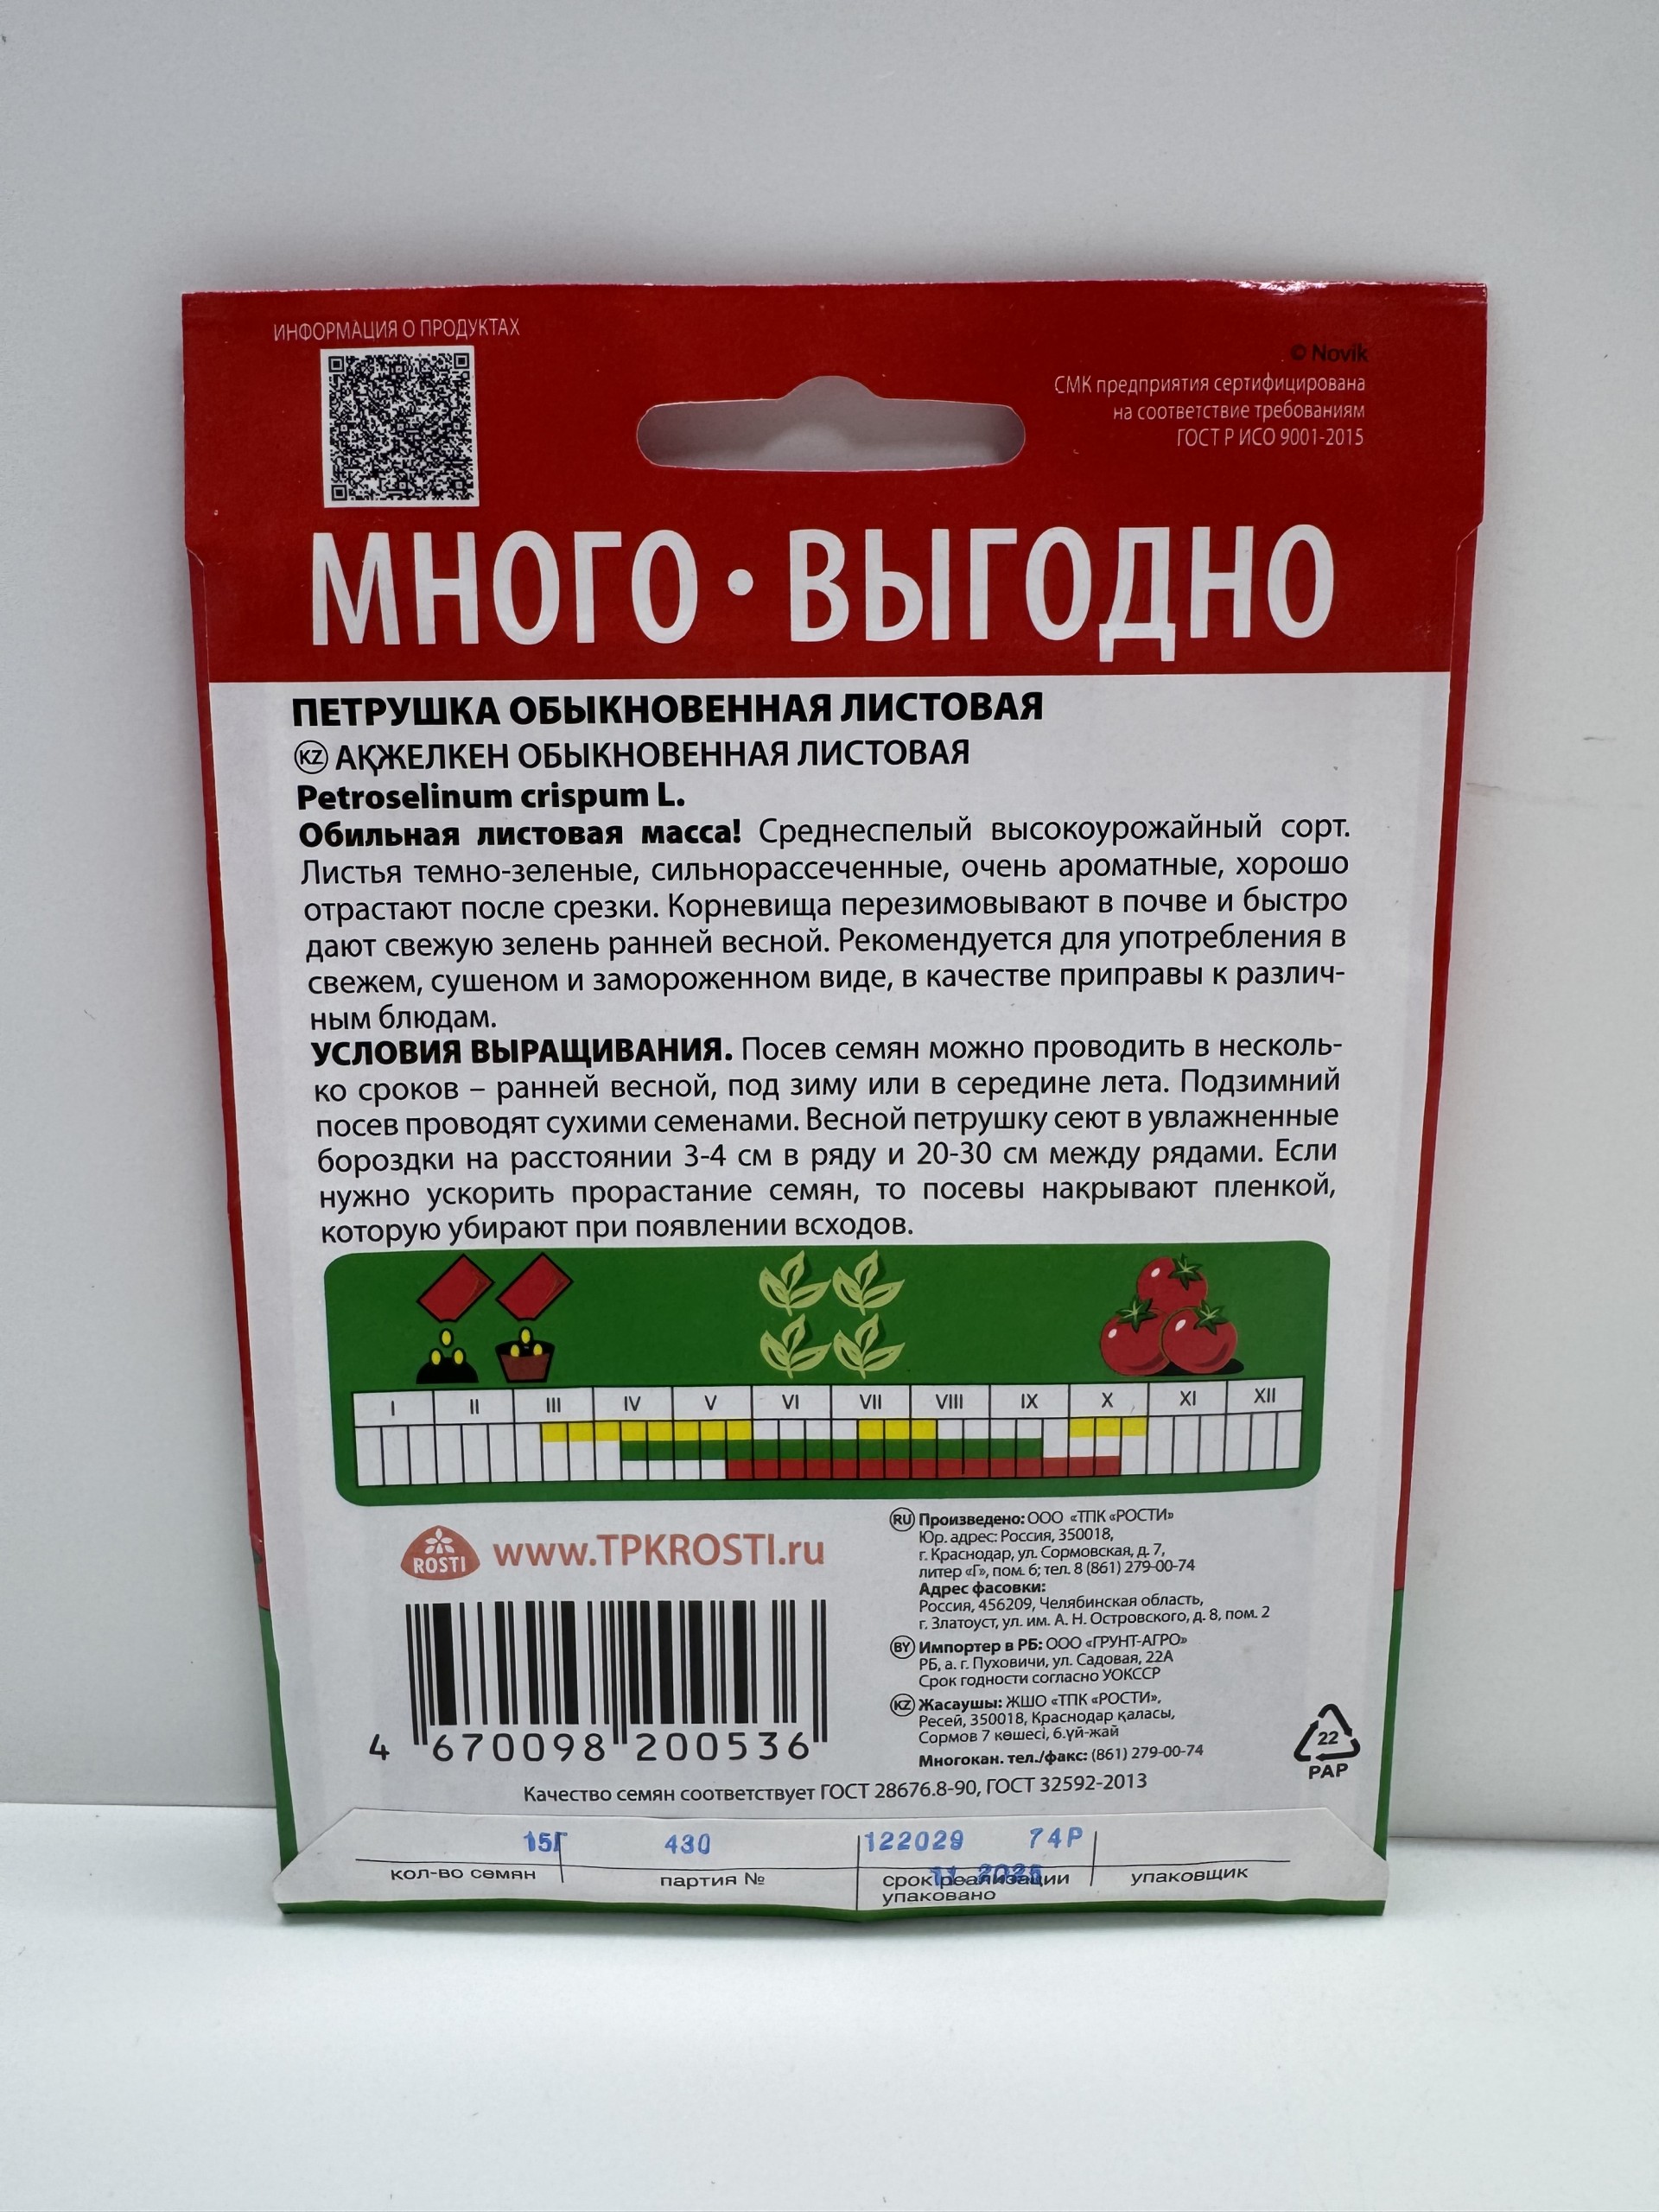 ИНФОРМАЦИЯ О ПРОДУКТАХ
© Novik
СМК предприятия сертифицирована
на соответствие требованиям
ГОСТ Р ИСО 9001-2015
МНОГО • ВЫГОДНО
ПЕТРУШКА ОБЫКНОВЕННАЯ ЛИСТОВАЯ
KZ АҚЖЕЛКЕН ОБЫКНОВЕННАЯ ЛИСТОВАЯ
Petroselinum crispum L.
Обильная листовая масса! Среднеспелый высокоурожайный сорт.
Листья темно-зеленые, сильнорассеченные, очень ароматные, хорошо
отрастают после срезки. Корневища перезимовывают в почве и быстро
дают свежую зелень ранней весной. Рекомендуется для употребления в
свежем, сушеном и замороженном виде, в качестве приправы к различ-
ным блюдам.
УСЛОВИЯ ВЫРАЩИВАНИЯ. Посев семян можно проводить в несколь-
ко сроков – ранней весной, под зиму или в середине лета. Подзимний
посев проводят сухими семенами. Весной петрушку сеют в увлажненные
бороздки на расстоянии 3-4 см в ряду и 20-30 см между рядами. Если
нужно ускорить прорастание семян, то посевы накрывают пленкой,
которую убирают при появлении всходов.
I II III IV V VI VII VIII IX X XI XII
ROSTI www.TPKROSTI.ru
RU Произведено: ООО «ТПК «РОСТИ»
Юр. адрес: Россия, 350018,
г. Краснодар, ул. Сормовская, д. 7,
литер «Г», пом. 6; тел. 8 (861) 279-00-74
Адрес фасовки:
Россия, 456209, Челябинская область,
г. Златоуст, ул. им. А. Н. Островского, д. 8, пом. 2
BY Импортер в РБ: ООО «ГРУНТ-АГРО»
РБ, а. г. Пуховичи, ул. Садовая, 22А
Срок годности согласно УОКССР
KZ Жасаушы: ЖШО «ТПК «РОСТИ»,
Ресей, 350018, Краснодар қаласы,
Сормов 7 көшесі, 6.үй-жай
Многокан. тел./факс: (861) 279-00-74
4 670098 200536
22
PAP
Качество семян соответствует ГОСТ 28676.8-90, ГОСТ 32592-2013
15Г 430 122029 74Р
11 2025
кол-во семян партия № срок реализации упаковщик
упаковано